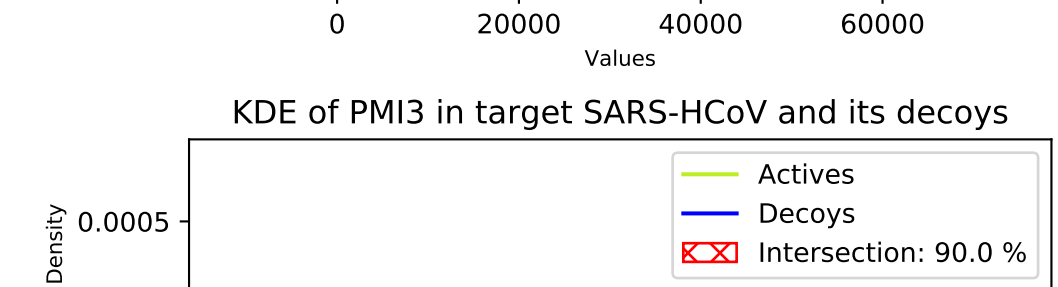 0 20000 40000 60000
Values
KDE of PMI3 in target SARS-HCoV and its decoys
Actives
Decoys
Intersection: 90.0 %
0.0005
Density